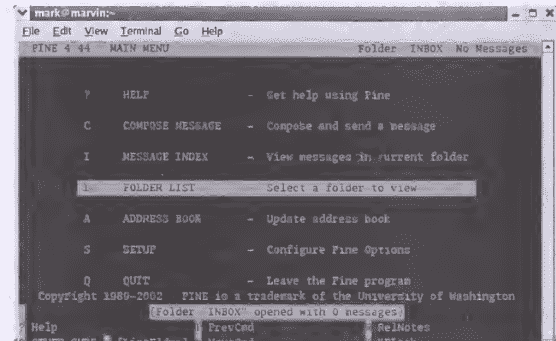 mark@marvin:~
File Edit View Terminal Go Help
PINE 4 44 MAIN MENU Folder INBOX No Messages
? HELP - Get help using Pine
C COMPOSE MESSAGE - Compose and send a message
I MESSAGE INDEX - View messages in current folder
L FOLDER LIST Select a folder to view
A ADDRESS BOOK - Update address book
S SETUP - Configure Pine Options
Q QUIT - Leave the Pine program
Copyright 1989-2002 PINE is a trademark of the University of Washington
[Folder "INBOX" opened with 0 messages]
Help PrevCmd RelNotes